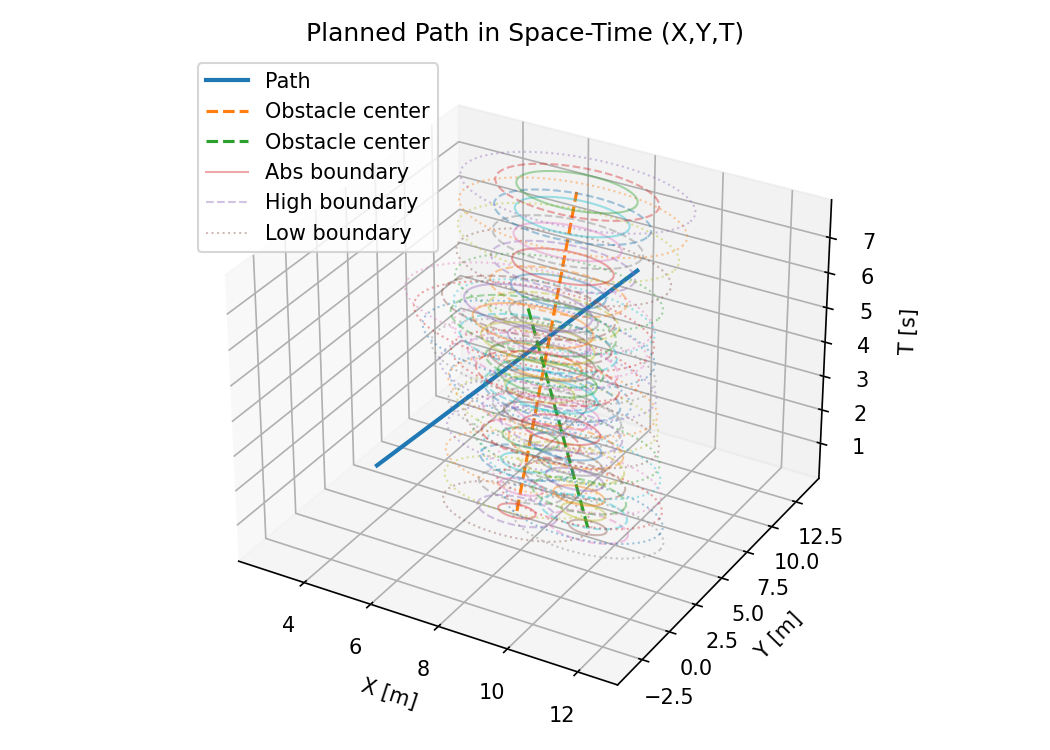 Planned Path in Space-Time (X,Y,T)
Path
Obstacle center
Obstacle center
Abs boundary
High boundary
Low boundary
7
6
5
4
3
2
1
T [s]
12.5
10.0
7.5
5.0
2.5
0.0
−2.5
Y [m]
4
6
8
10
12
X [m]